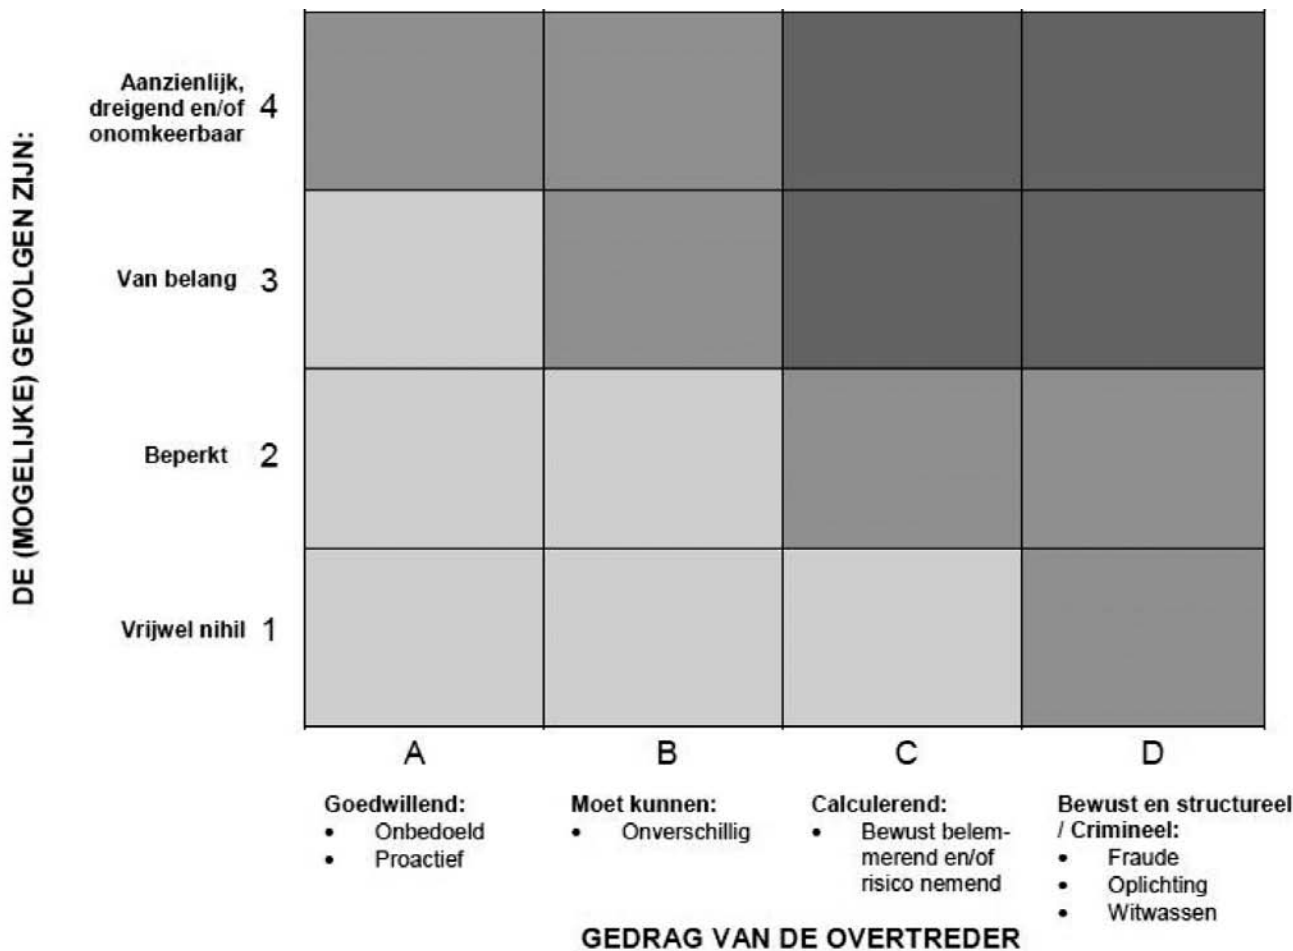 DE (MOGELIJKE) GEVOLGEN ZIJN:
Aanzienlijk,
dreigend en/of
onomkeerbaar
4
Van belang 3
Beperkt 2
Vrijwel nihil 1
A
B
C
D
Goedwillend:
• Onbedoeld
• Proactief
Moet kunnen:
• Onverschillig
Calculerend:
• Bewust belem-
merend en/of
risico nemend
Bewust en structureel
/ Crimineel:
• Fraude
• Oplichting
• Witwassen
GEDRAG VAN DE OVERTREDER